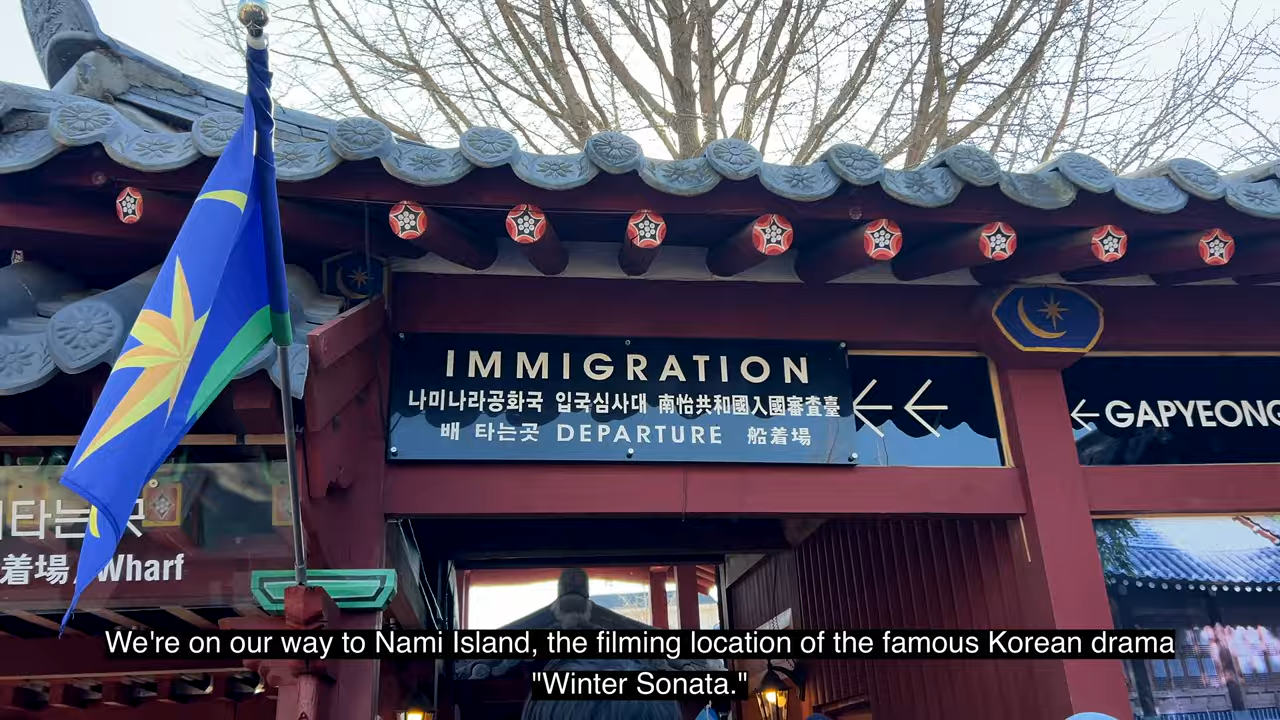 IMMIGRATION
나미나라공화국 입국심사대 南怡共和國入國審査臺
배 타는곳 DEPARTURE 船着場
GAPYEONG
타는곳
着場/Wharf
We're on our way to Nami Island, the filming location of the famous Korean drama
"Winter Sonata."